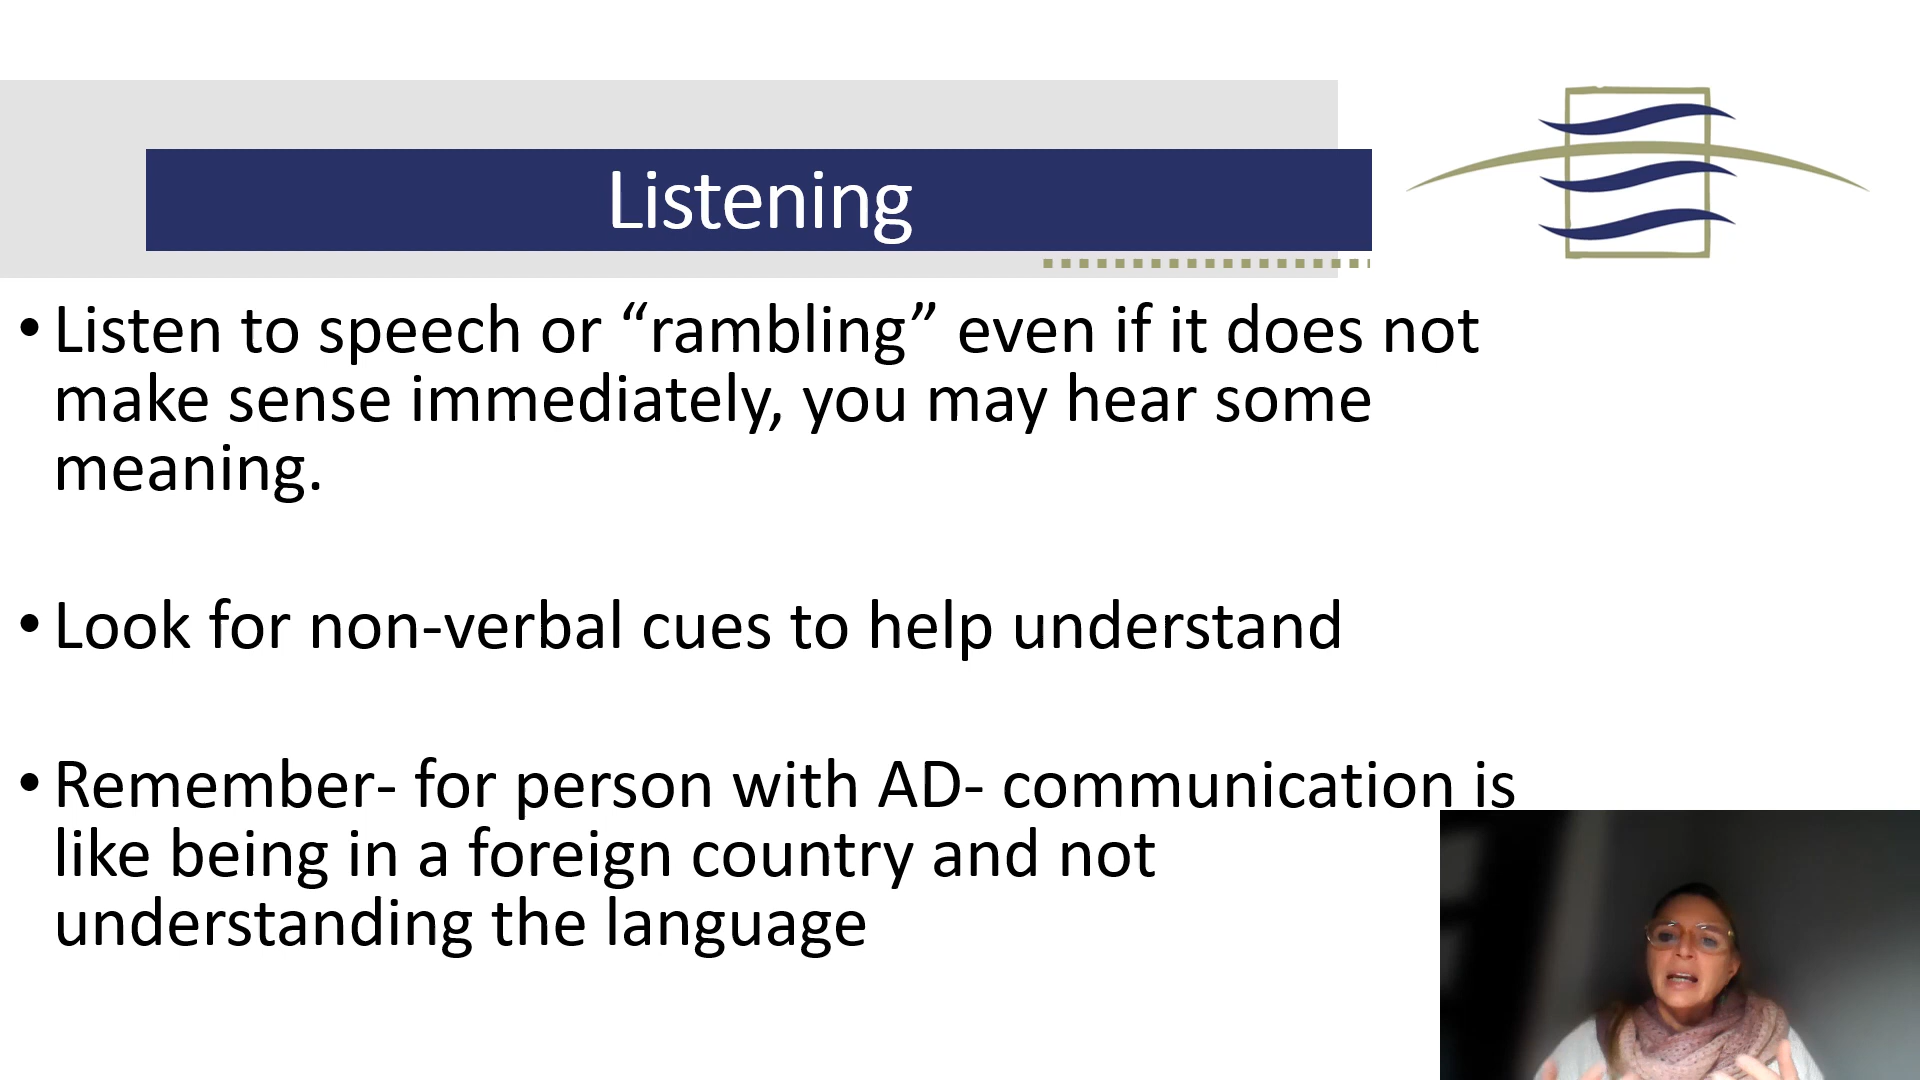 Listening
• Listen to speech or “rambling” even if it does not
make sense immediately, you may hear some
meaning.
• Look for non-verbal cues to help understand
• Remember- for person with AD- communication is
like being in a foreign country and not
understanding the language